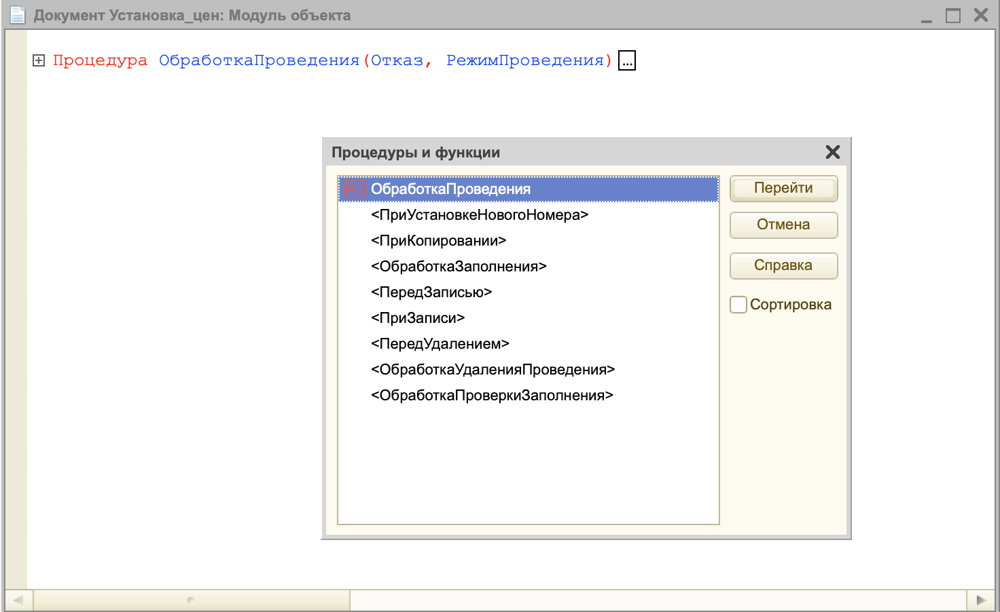 Документ Установка_цен: Модуль объекта
Процедура ОбработкаПроведения(Отказ, РежимПроведения)...
Процедуры и функции
ОбработкаПроведения
<ПриУстановкеНовогоНомера>
<ПриКопировании>
<ОбработкаЗаполнения>
<ПередЗаписью>
<ПриЗаписи>
<ПередУдалением>
<ОбработкаУдаленияПроведения>
<ОбработкаПроверкиЗаполнения>
Перейти
Отмена
Справка
Сортировка